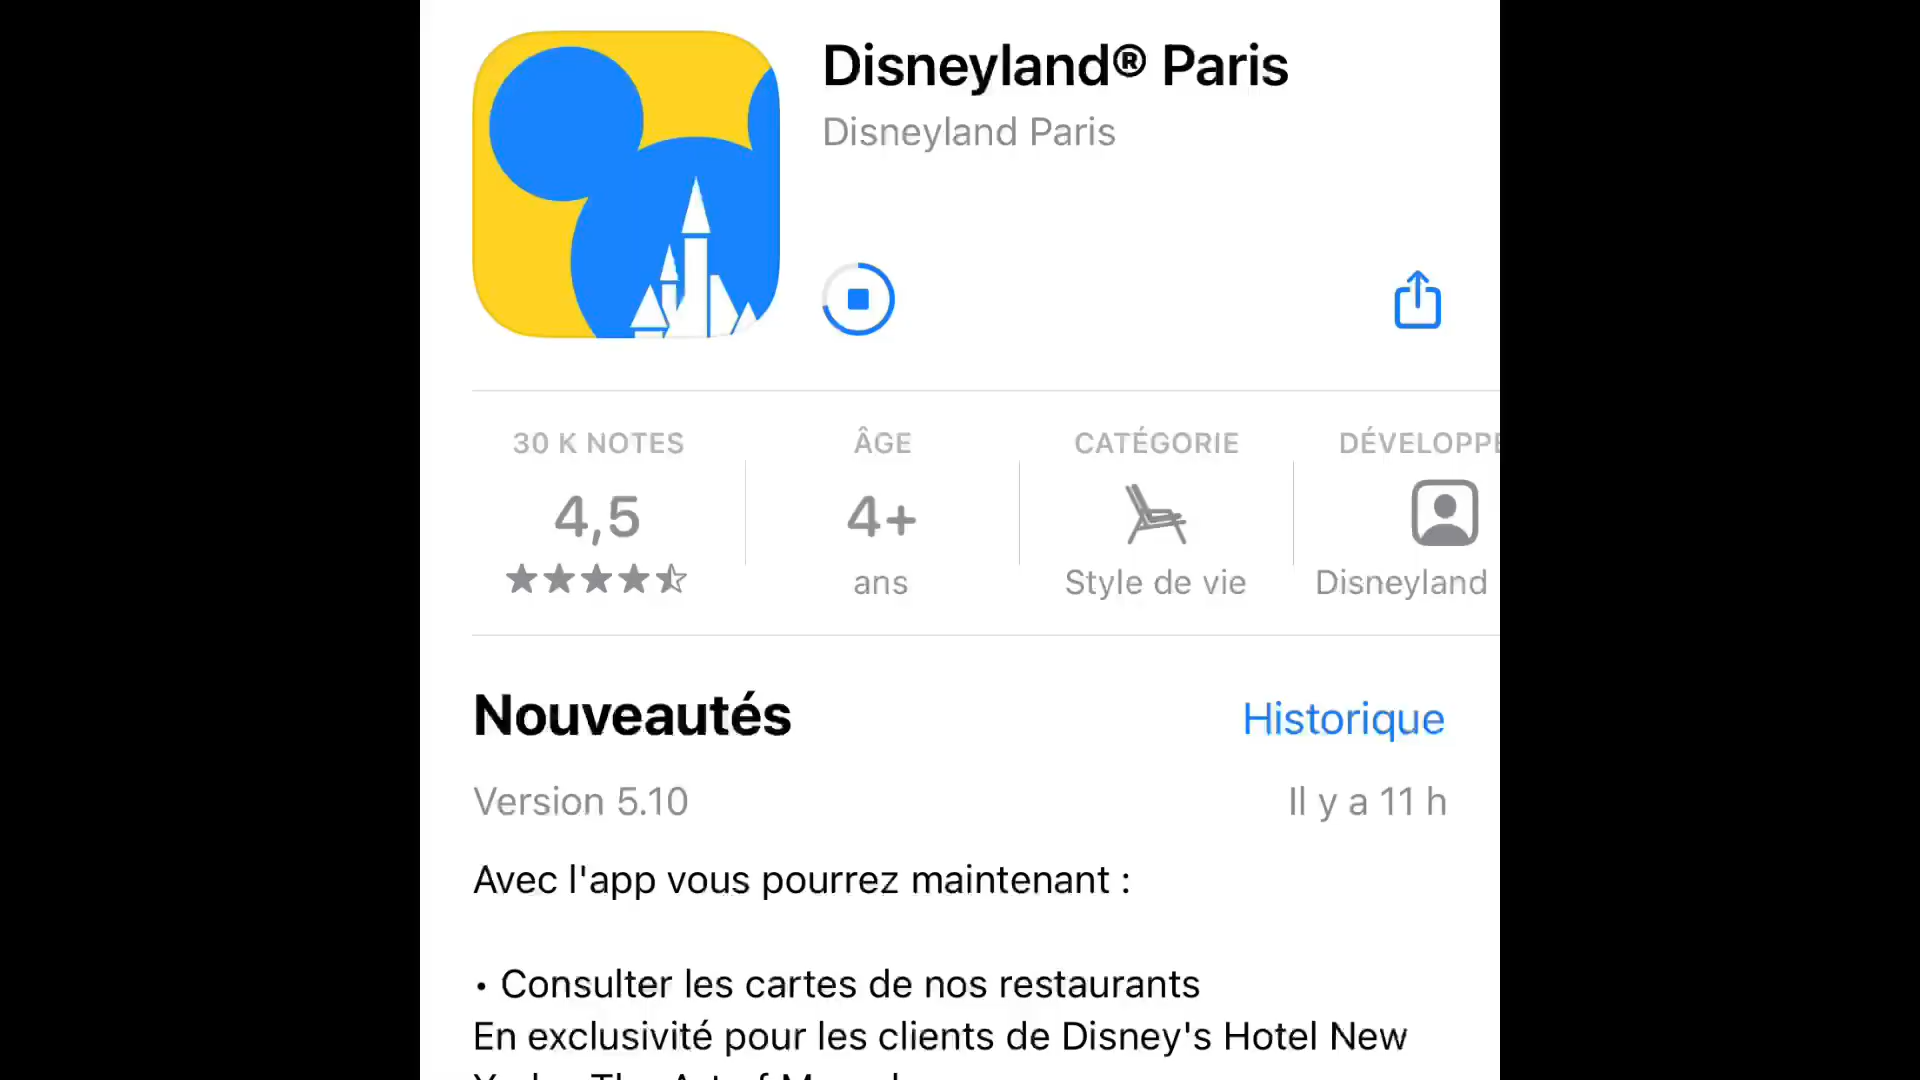 Disneyland® Paris
Disneyland Paris
30 K NOTES
ÂGE
CATÉGORIE
4,5
4+
ans
Style de vie
Disneyland
Nouveautés
Historique
Version 5.10
Il y a 11 h
Avec l'app vous pourrez maintenant :
• Consulter les cartes de nos restaurants
En exclusivité pour les clients de Disney's Hotel New